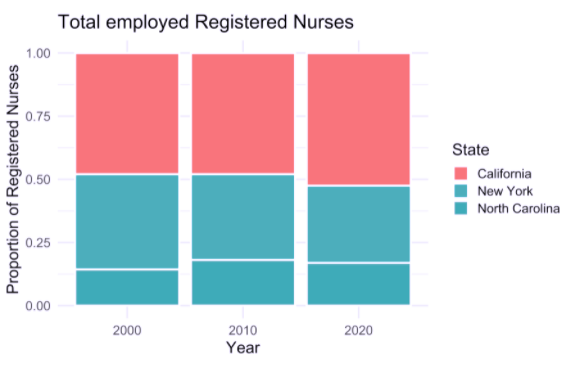 Total employed Registered Nurses
Proportion of Registered Nurses
1.00
0.75
0.50
0.25
0.00
2000 2010 2020
Year
State
California
New York
North Carolina